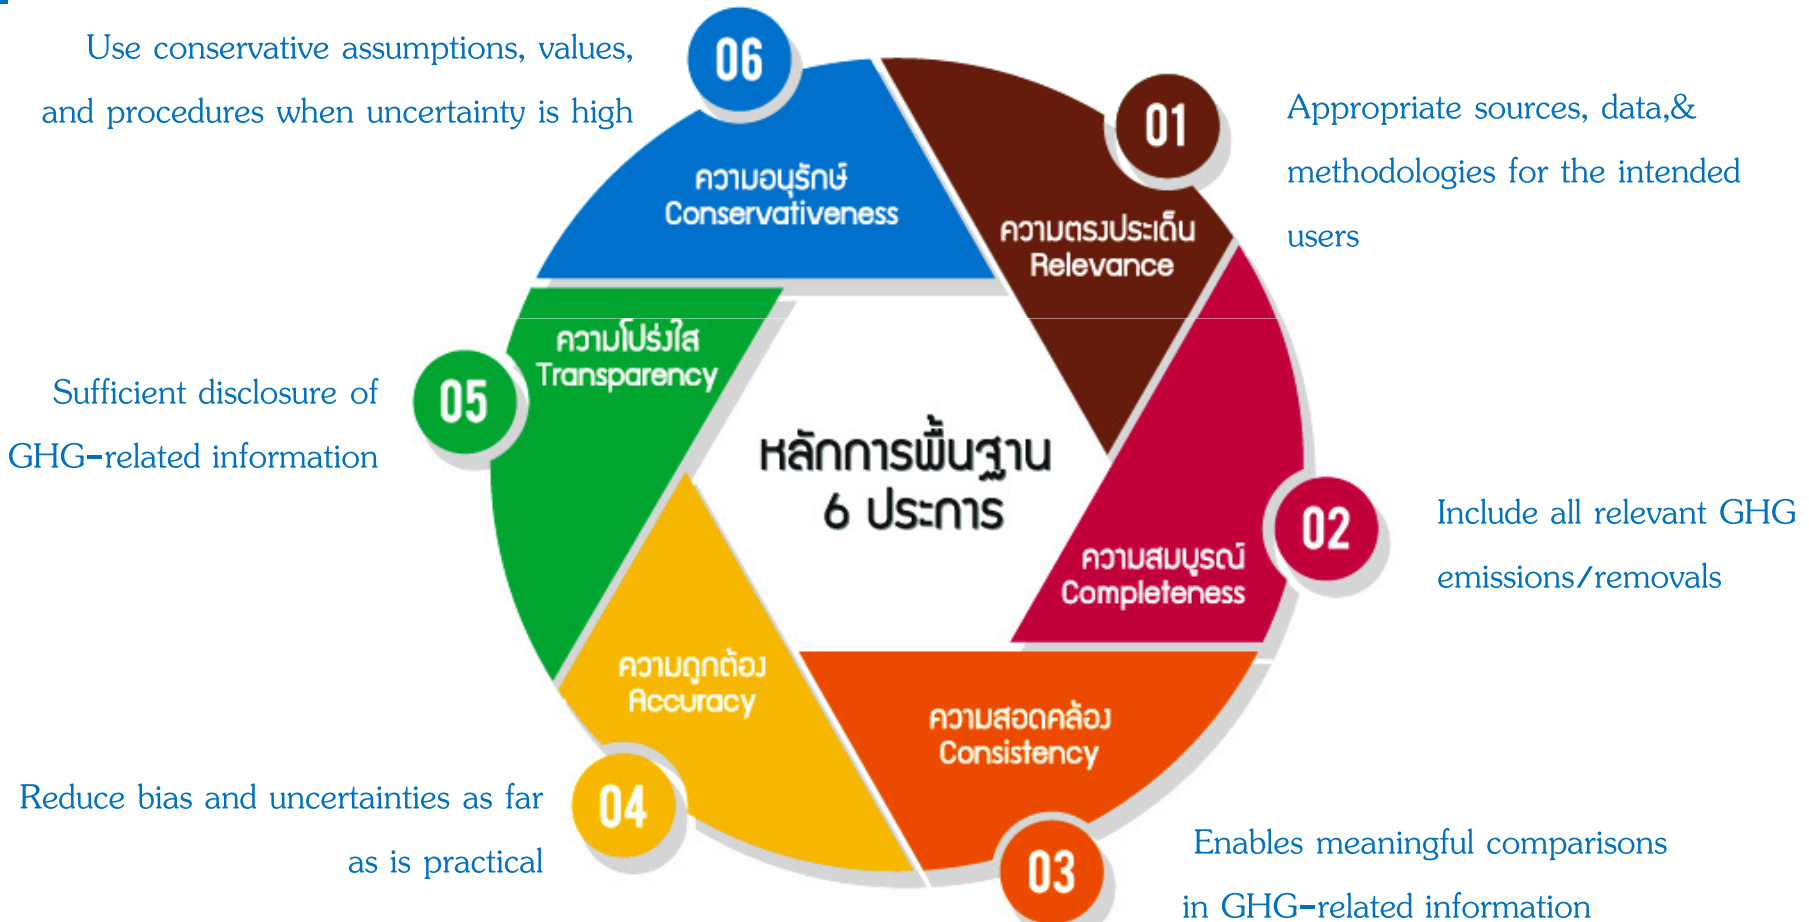 06
Use conservative assumptions, values,
and procedures when uncertainty is high
ความอนุรักษ์
Conservativeness
01
Appropriate sources, data,&
methodologies for the intended
users
ความตรงประเด็น
Relevance
ความโปร่งใส
Transparency
05
Sufficient disclosure of
GHG-related information
หลักการพื้นฐาน
6 ประการ
02
Include all relevant GHG
emissions/removals
ความสมบูรณ์
Completeness
ความถูกต้อง
Accuracy
ความสอดคล้อง
Consistency
04
Reduce bias and uncertainties as far
as is practical
03
Enables meaningful comparisons
in GHG-related information